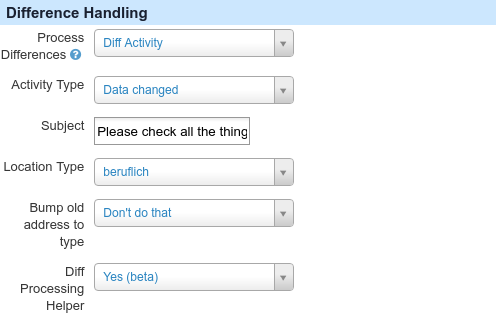 Difference Handling
Process
Differences ?
Diff Activity
Activity Type
Data changed
Subject
Please check all the thing
Location Type
beruflich
Bump old
address to
type
Don't do that
Diff
Processing
Helper
Yes (beta)